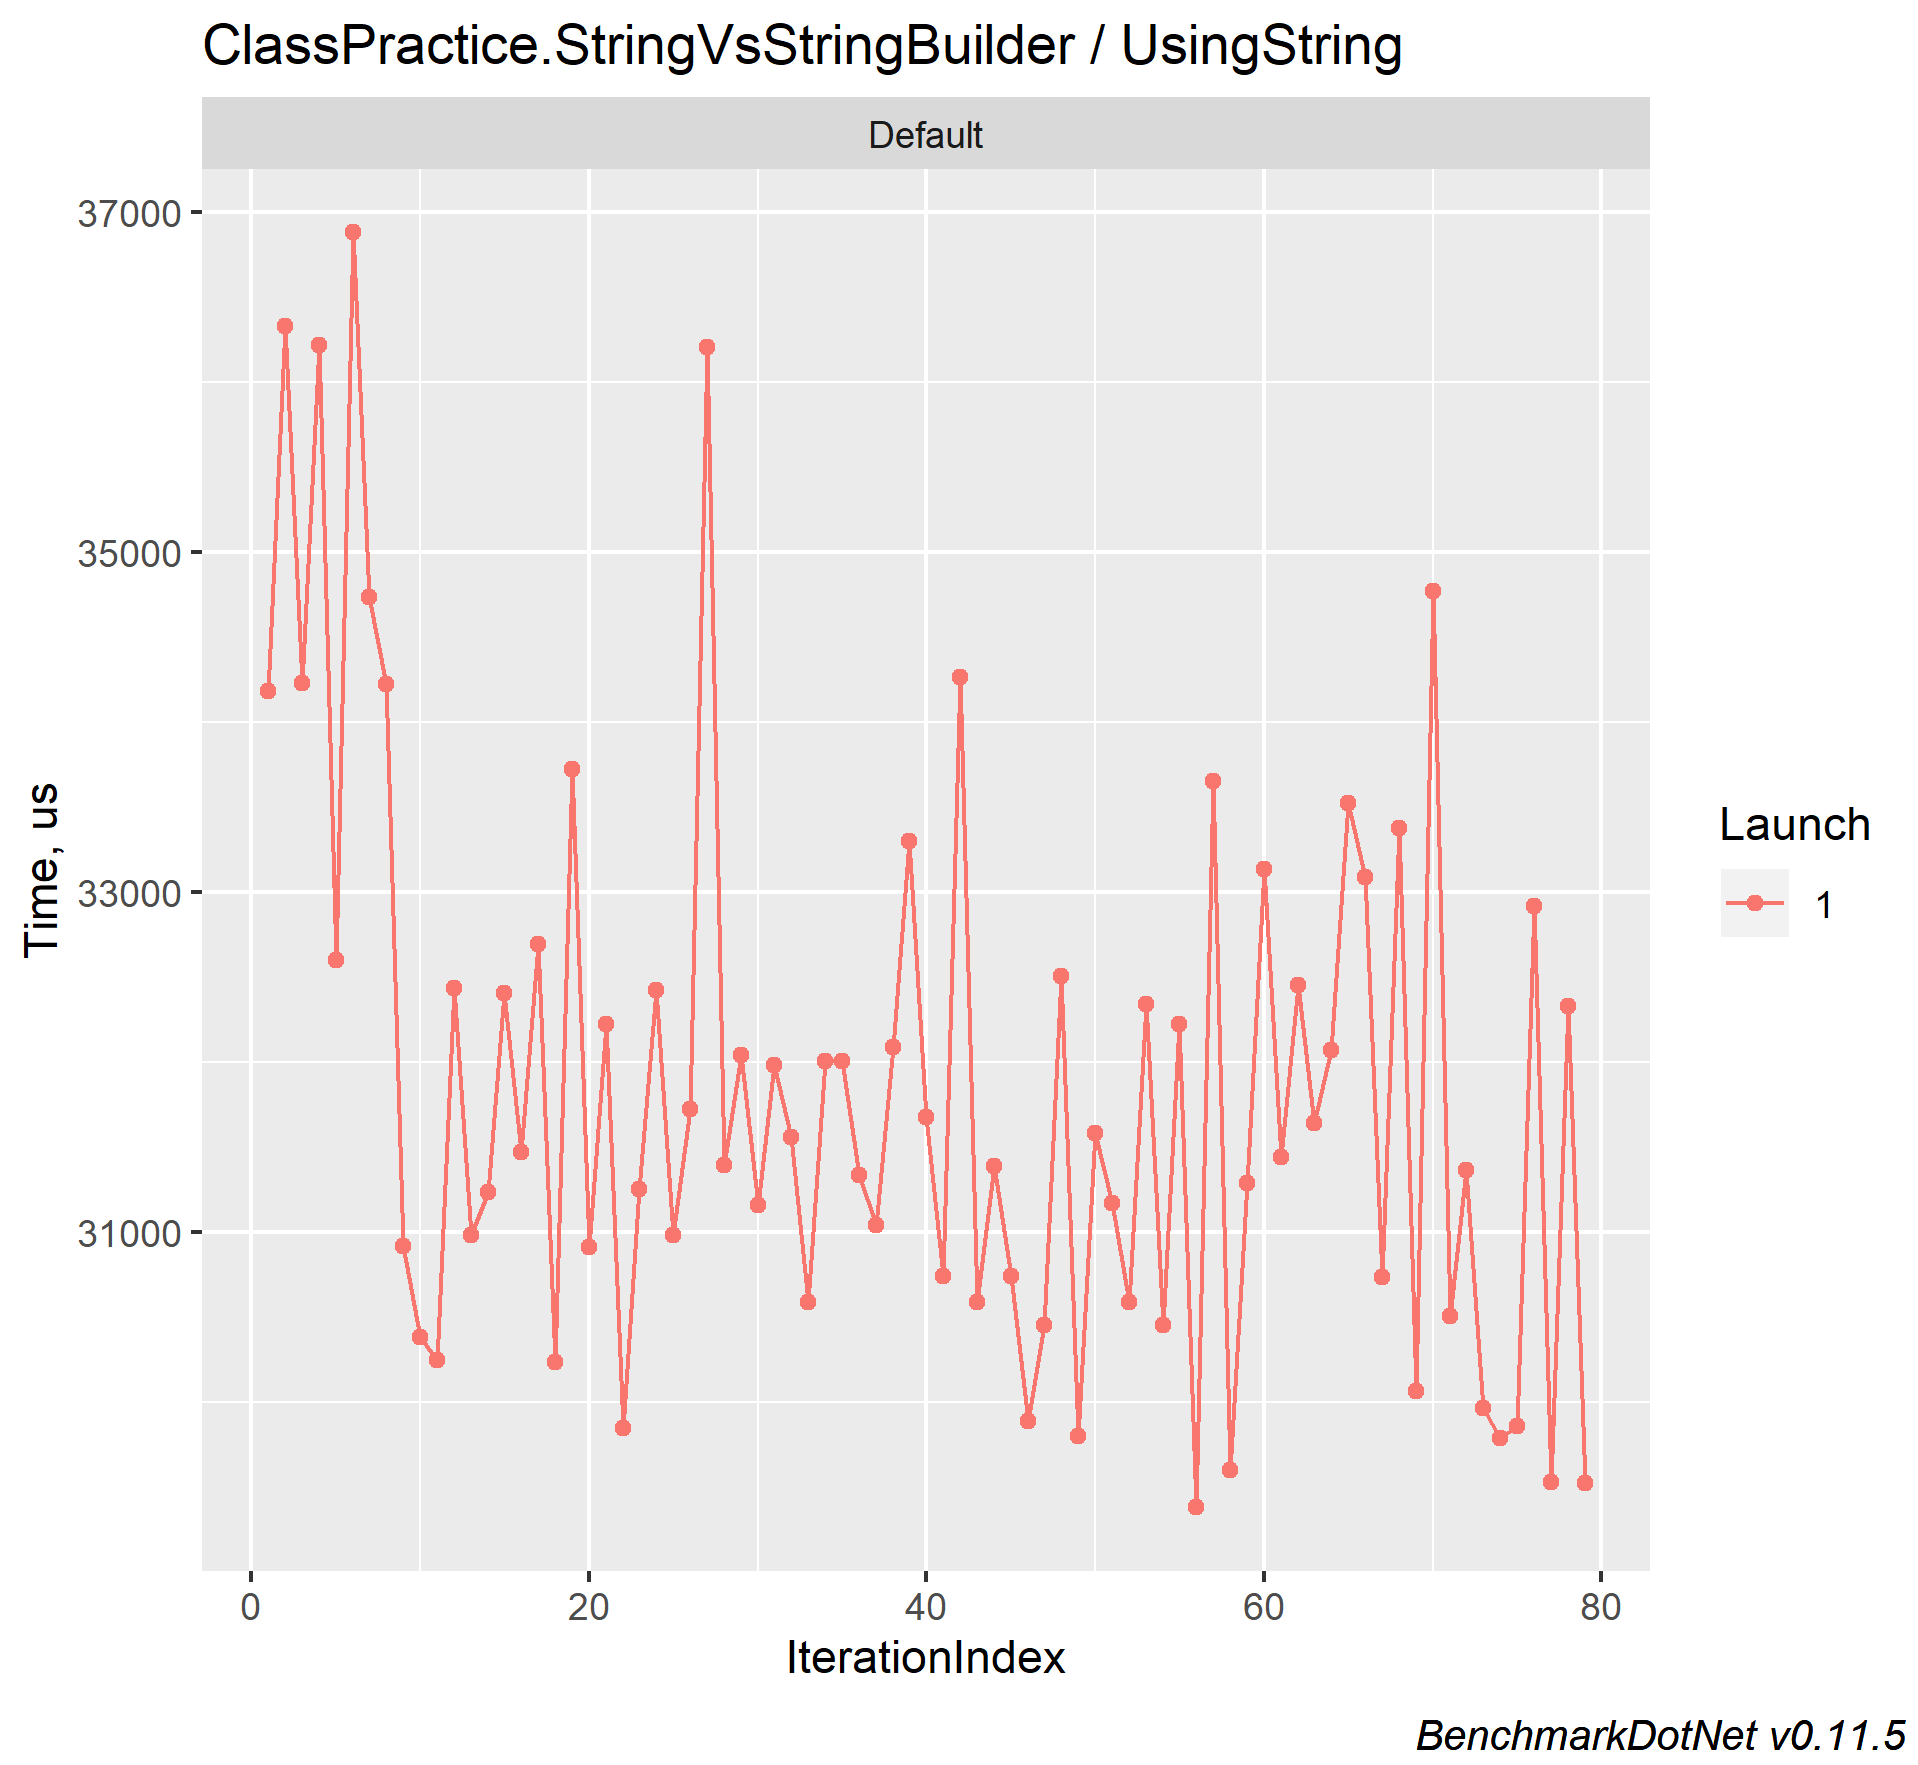 ClassPractice.StringVsStringBuilder / UsingString
Default
37000
35000
33000
31000
Time, us
0 20 40 60 80
IterationIndex
Launch
1
BenchmarkDotNet v0.11.5